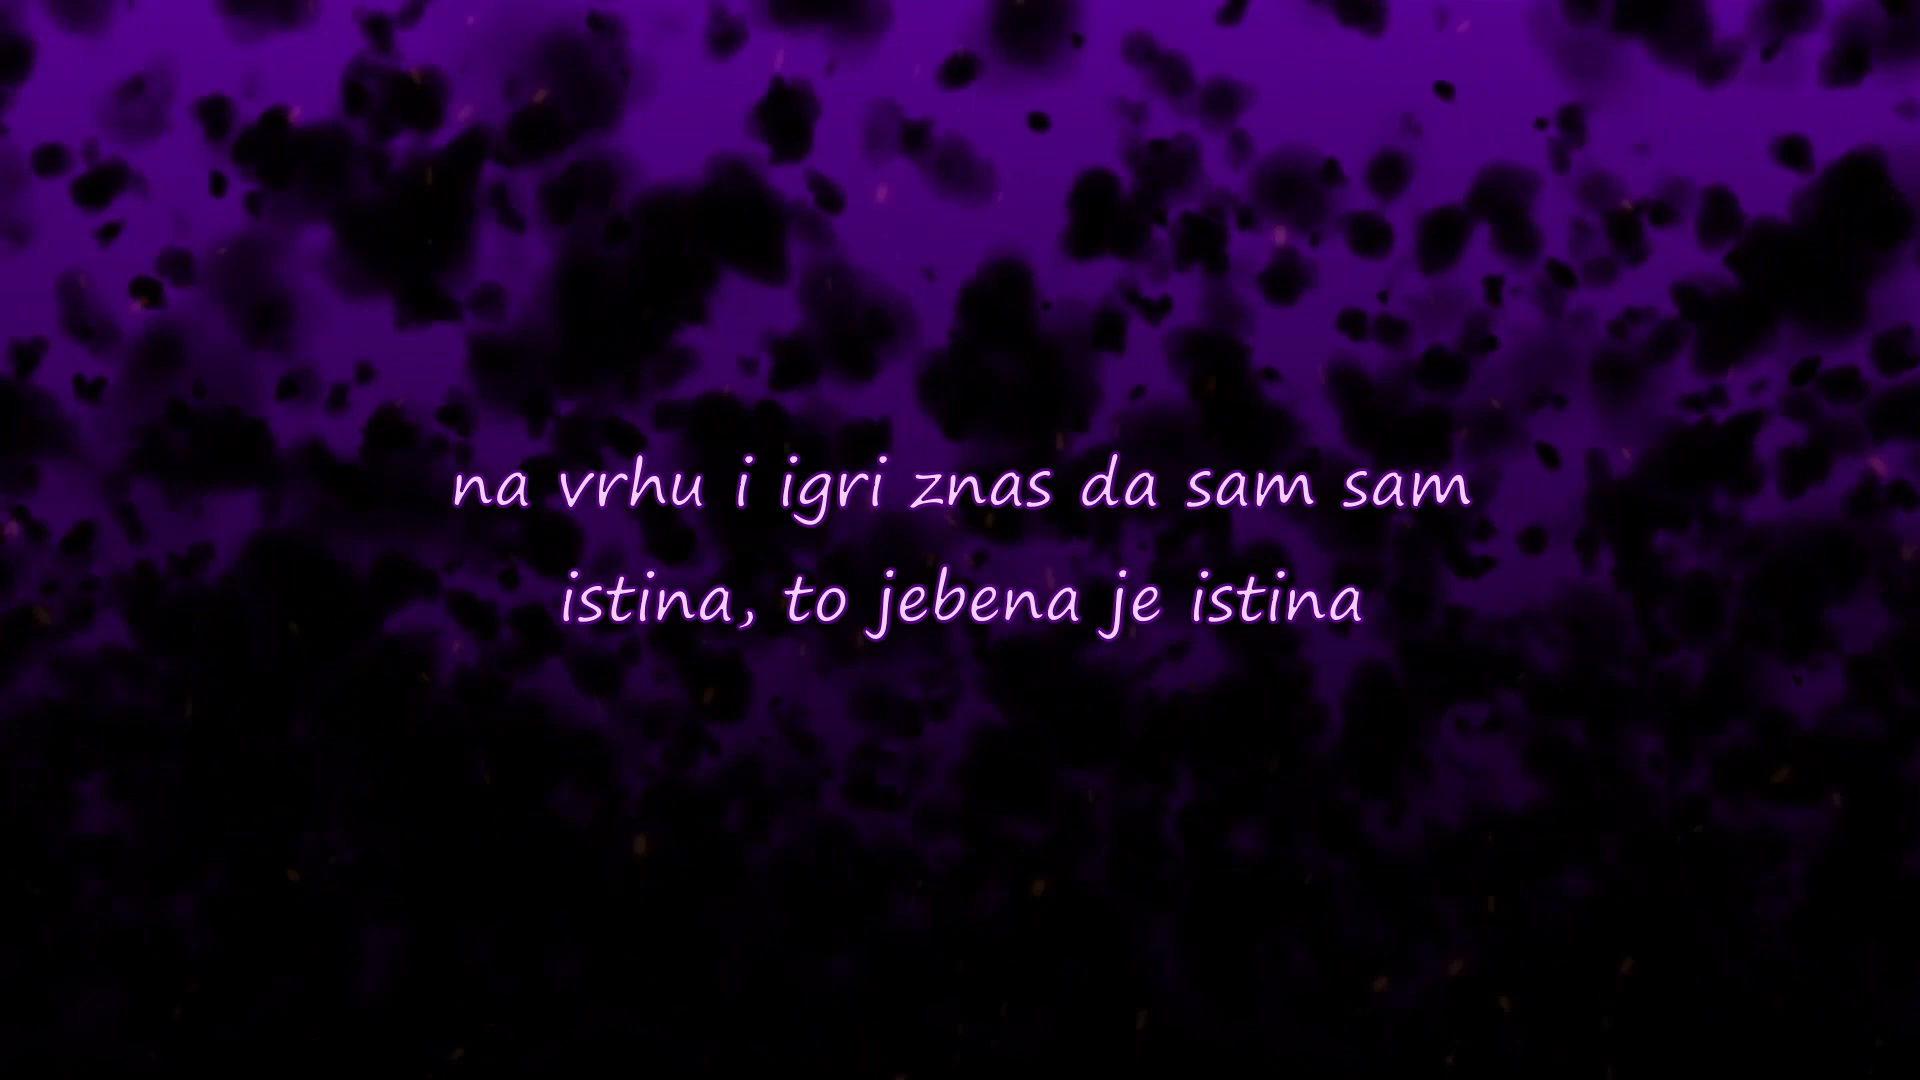 na vrhu i igri znas da sam sam
istina, to jebena je istina